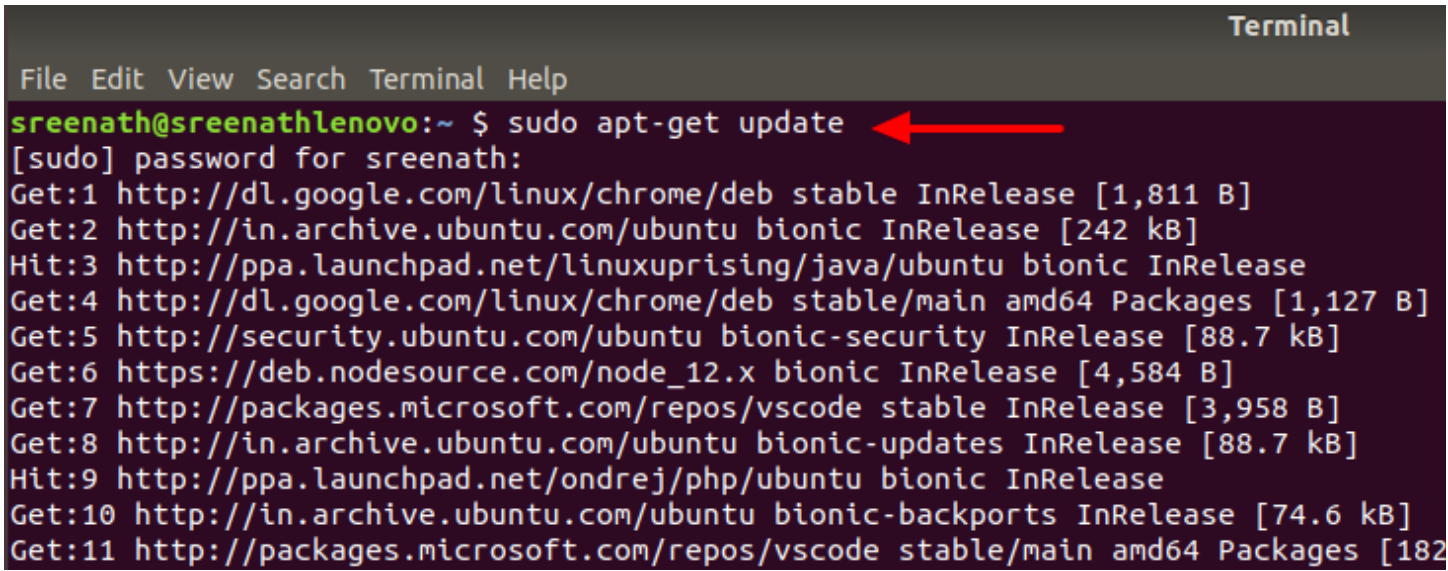 Terminal
File Edit View Search Terminal Help
sreenath@sreenathlenovo:~ $ sudo apt-get update
[sudo] password for sreenath:
Get:1 http://dl.google.com/linux/chrome/deb stable InRelease [1,811 B]
Get:2 http://in.archive.ubuntu.com/ubuntu bionic InRelease [242 kB]
Hit:3 http://ppa.launchpad.net/linuxuprising/java/ubuntu bionic InRelease
Get:4 http://dl.google.com/linux/chrome/deb stable/main amd64 Packages [1,127 B]
Get:5 http://security.ubuntu.com/ubuntu bionic-security InRelease [88.7 kB]
Get:6 https://deb.nodesource.com/node_12.x bionic InRelease [4,584 B]
Get:7 http://packages.microsoft.com/repos/vscode stable InRelease [3,958 B]
Get:8 http://in.archive.ubuntu.com/ubuntu bionic-updates InRelease [88.7 kB]
Hit:9 http://ppa.launchpad.net/ondrej/php/ubuntu bionic InRelease
Get:10 http://in.archive.ubuntu.com/ubuntu bionic-backports InRelease [74.6 kB]
Get:11 http://packages.microsoft.com/repos/vscode stable/main amd64 Packages [182